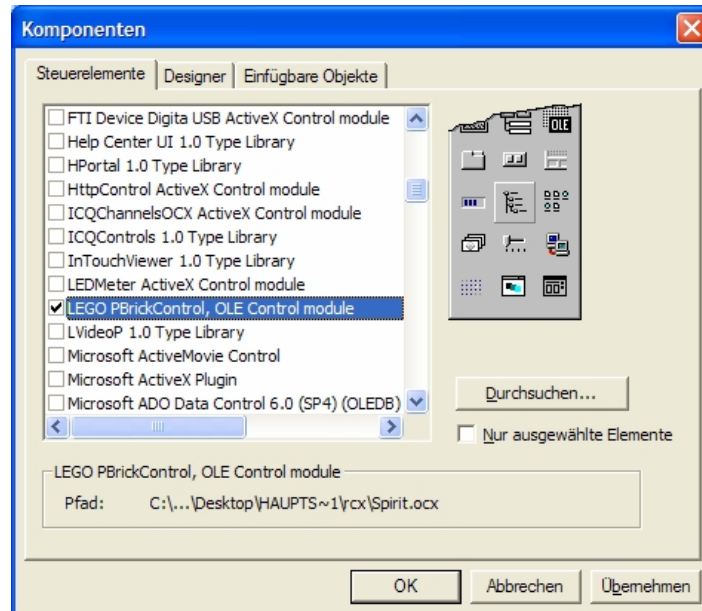 Komponenten
Steuerelemente Designer Einfügbare Objekte
FTI Device Digita USB ActiveX Control module
Help Center UI 1.0 Type Library
HPortal 1.0 Type Library
HttpControl ActiveX Control module
ICQChannelsOCX ActiveX Control module
ICQControls 1.0 Type Library
InTouchViewer 1.0 Type Library
LEDMeter ActiveX Control module
LEGO PBrickControl, OLE Control module
LVideoP 1.0 Type Library
Microsoft ActiveMovie Control
Microsoft ActiveX Plugin
Microsoft ADO Data Control 6.0 (SP4) (OLEDB)
OLE
Durchsuchen...
Nur ausgewählte Elemente
LEGO PBrickControl, OLE Control module
Pfad: C:\...\Desktop\HAUPTS~1\rcx\Spirit.ocx
OK Abbrechen Übernehmen